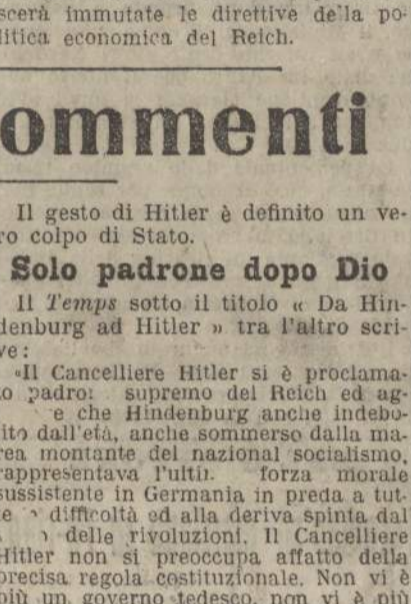 scerà immutate le direttive della po-
litica economica del Reich.
ommenti
Il gesto di Hitler è definito un ve-
ro colpo di Stato.
Solo padrone dopo Dio
Il Temps sotto il titolo « Da Hin-
denburg ad Hitler » tra l'altro scri-
ve:
«Il Cancelliere Hitler si è proclama-
o padro: supremo del Reich ed ag-
e che Hindenburg anche indebo-
ito dall'età, anche sommerso dalla ma-
rea montante del nazional socialismo,
rappresentava l'ulti. forza morale
sussistente in Germania in preda a tut-
te difficoltà ed alla deriva spinta dal
delle rivoluzioni. Il Cancelliere
Hitler non si preoccupa affatto della
precisa regola costituzionale. Non vi è
più un governo tedesco, non vi è più